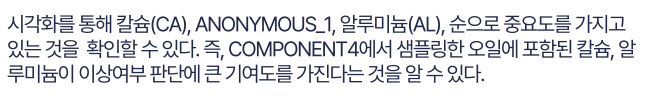 시각화를 통해 칼슘(CA), ANONYMOUS_1, 알루미늄(AL), 순으로 중요도를 가지고
있는 것을 확인할 수 있다. 즉, COMPONENT4에서 샘플링한 오일에 포함된 칼슘, 알
루미늄이 이상여부 판단에 큰 기여도를 가진다는 것을 알 수 있다.